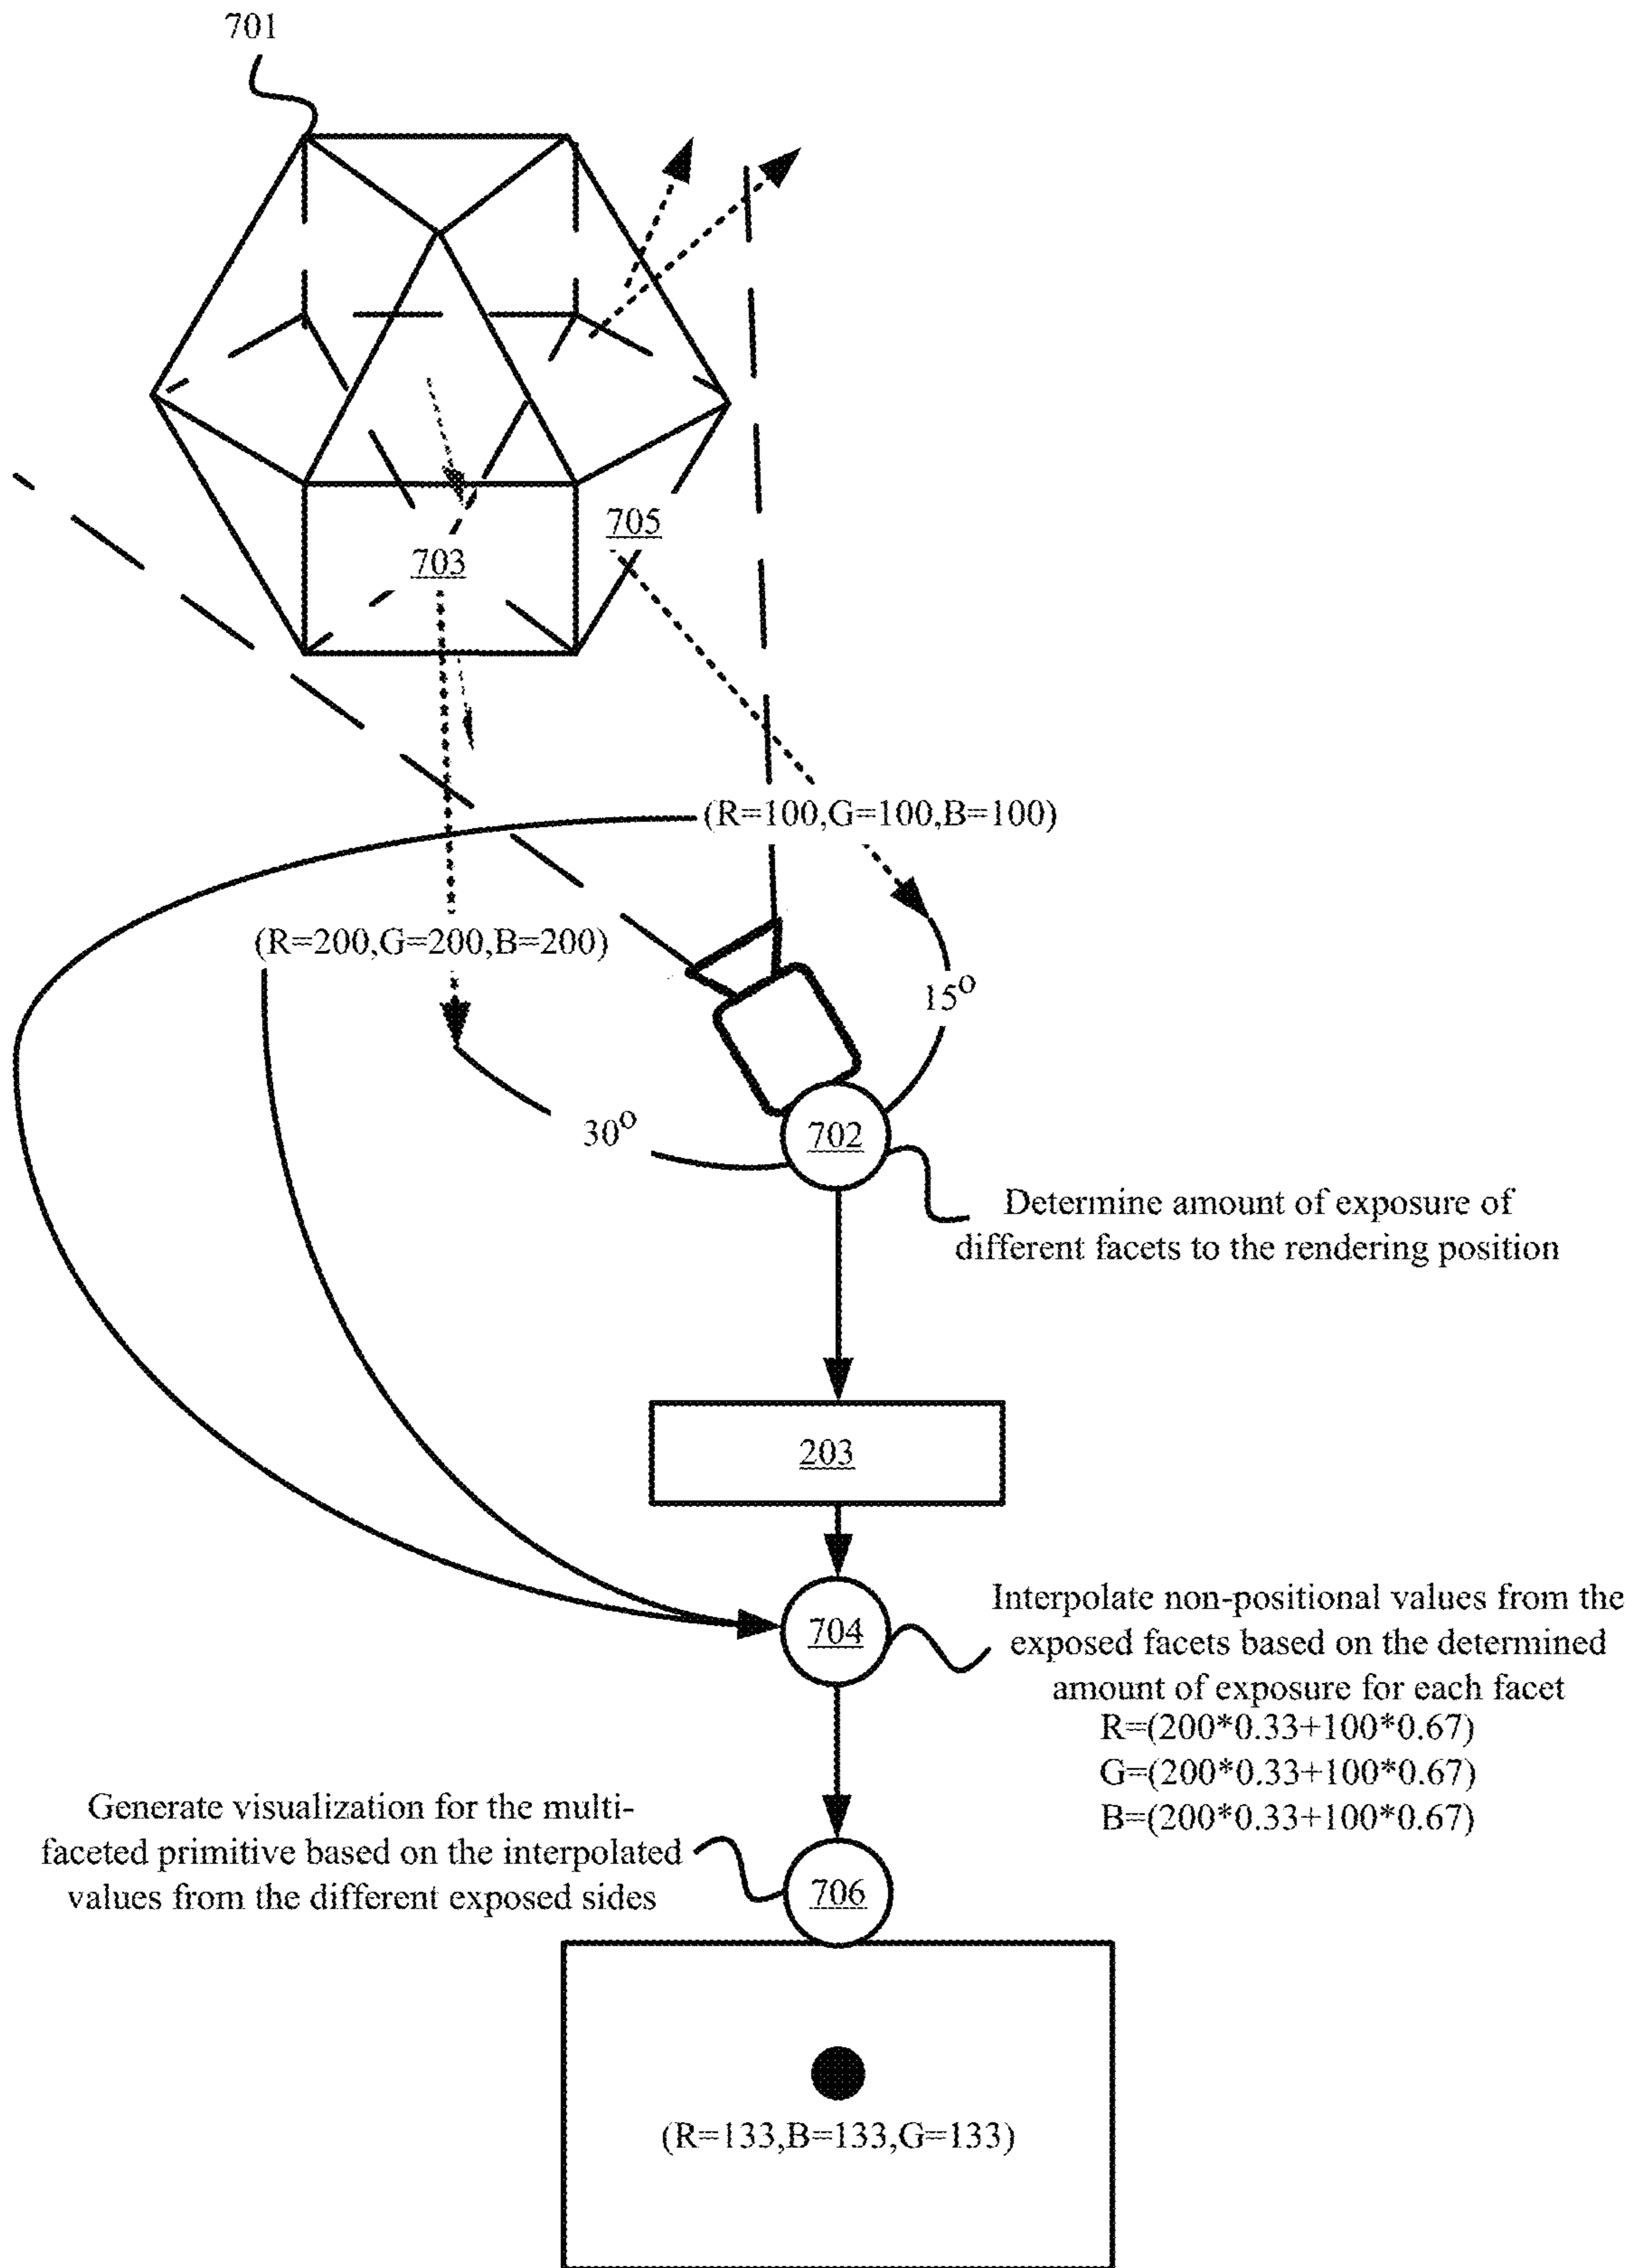 701
705
703
(R=100,G=100,B=100)
(R=200,G=200,B=200)
15°
30°
702
Determine amount of exposure of
different facets to the rendering position
203
Interpolate non-positional values from the
exposed facets based on the determined
amount of exposure for each facet
R=(200*0.33+100*0.67)
G=(200*0.33+100*0.67)
B=(200*0.33+100*0.67)
704
Generate visualization for the multi-
faceted primitive based on the interpolated
values from the different exposed sides
706
(R=133,B=133,G=133)